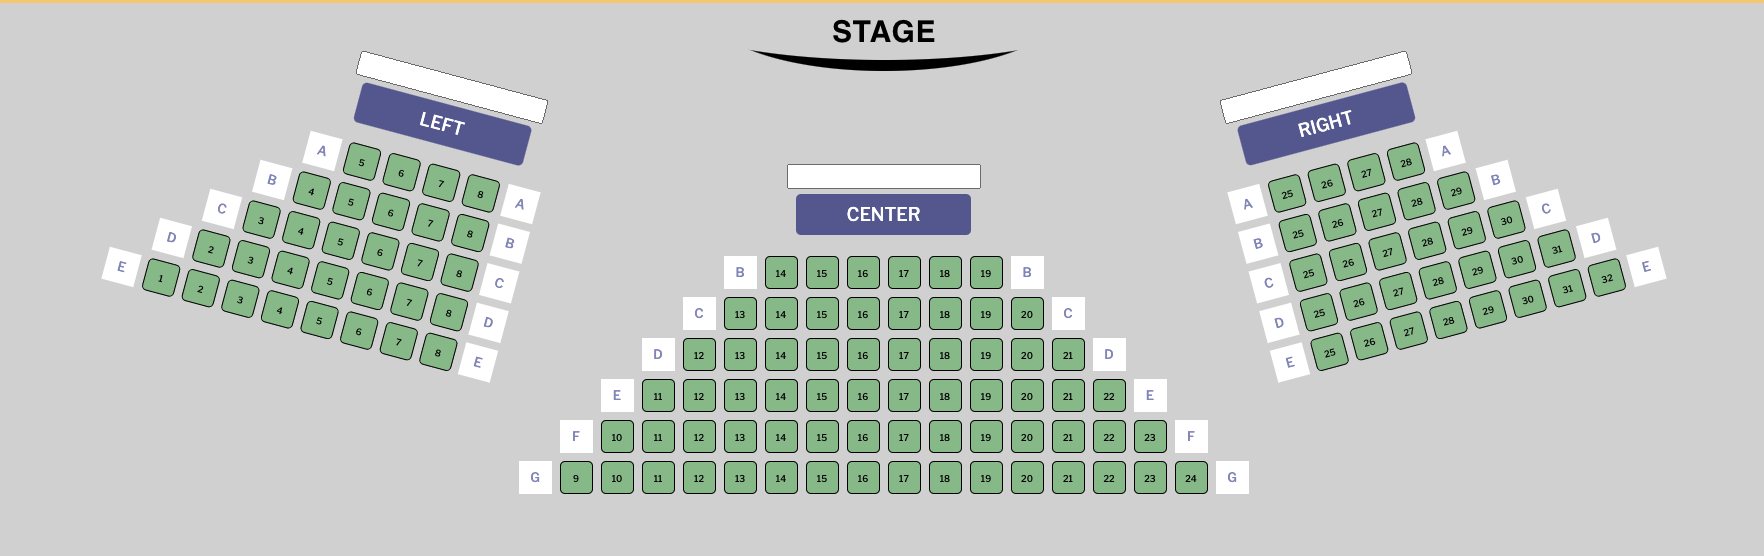 STAGE
LEFT
A 5 6 7 8 A
B 4 5 6 7 8 B
C 3 4 5 6 7 8 C
D 2 3 4 5 6 7 8 D
E 1 2 3 4 5 6 7 8 E
CENTER
B 14 15 16 17 18 19 B
C 13 14 15 16 17 18 19 20 C
D 12 13 14 15 16 17 18 19 20 21 D
E 11 12 13 14 15 16 17 18 19 20 21 22 E
F 10 11 12 13 14 15 16 17 18 19 20 21 22 23 F
G 9 10 11 12 13 14 15 16 17 18 19 20 21 22 23 24 G
RIGHT
A 25 26 27 28 A
B 25 26 27 28 29 B
C 25 26 27 28 29 30 C
D 25 26 27 28 29 30 31 D
E 25 26 27 28 29 30 31 32 E